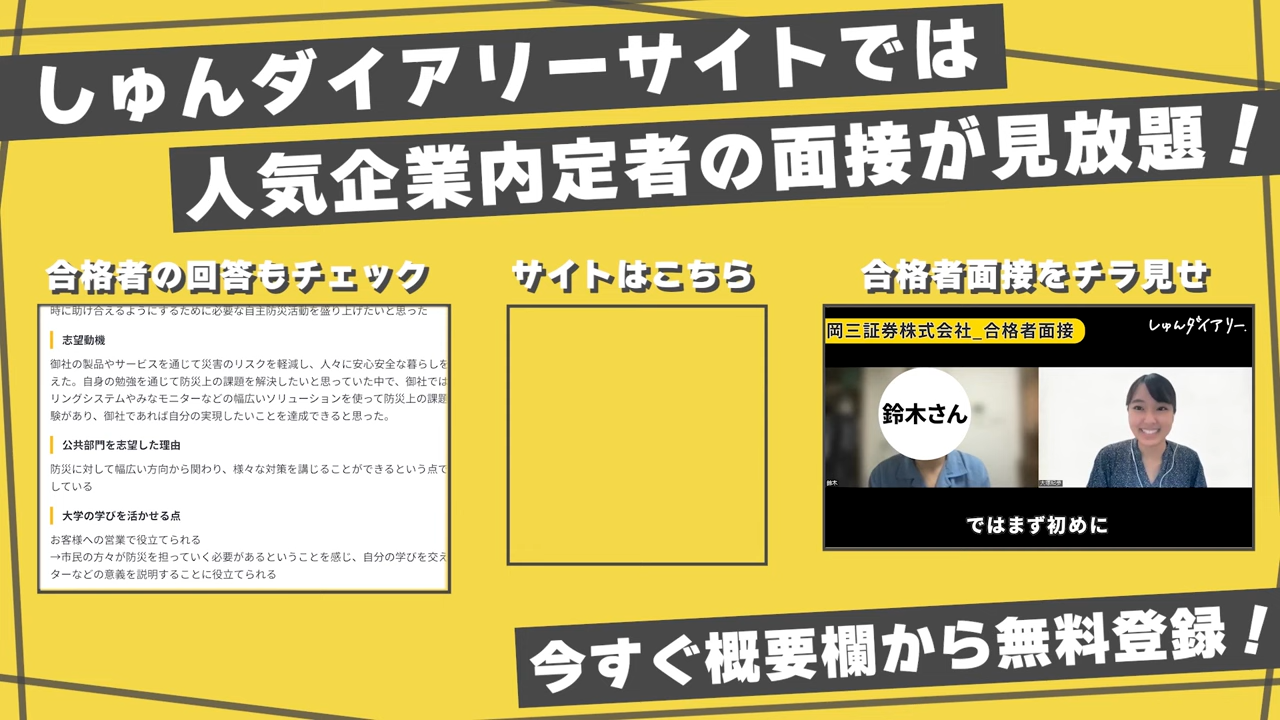 しゅんダイアリーサイトでは
人気企業内定者の面接が見放題！
合格者の回答もチェック
時に助け合えるようにするために必要な自主防災活動を盛り上げたいと思った
志望動機
御社の製品やサービスを通じて災害のリスクを軽減し、人々に安心安全な暮らしを
えた。自身の勉強を通じて防災上の課題を解決したいと思っていた中で、御社では
リングシステムやみなモニターなどの幅広いソリューションを使って防災上の課題
験があり、御社であれば自分の実現したいことを達成できると思った。
公共部門を志望した理由
防災に対して幅広い方向から関わり、様々な対策を講じることができるという点で
している
大学の学びを活かせる点
お客様への営業で役立てられる
→市民の方々が防災を担っていく必要があるということを感じ、自分の学びを交え
ターなどの意義を説明することに役立てられる
サイトはこちら
合格者面接をチラ見せ
岡三証券株式会社_合格者面接
しゅんダイアリー.
鈴木さん
鈴木
ではまず初めに
今すぐ概要欄から無料登録！